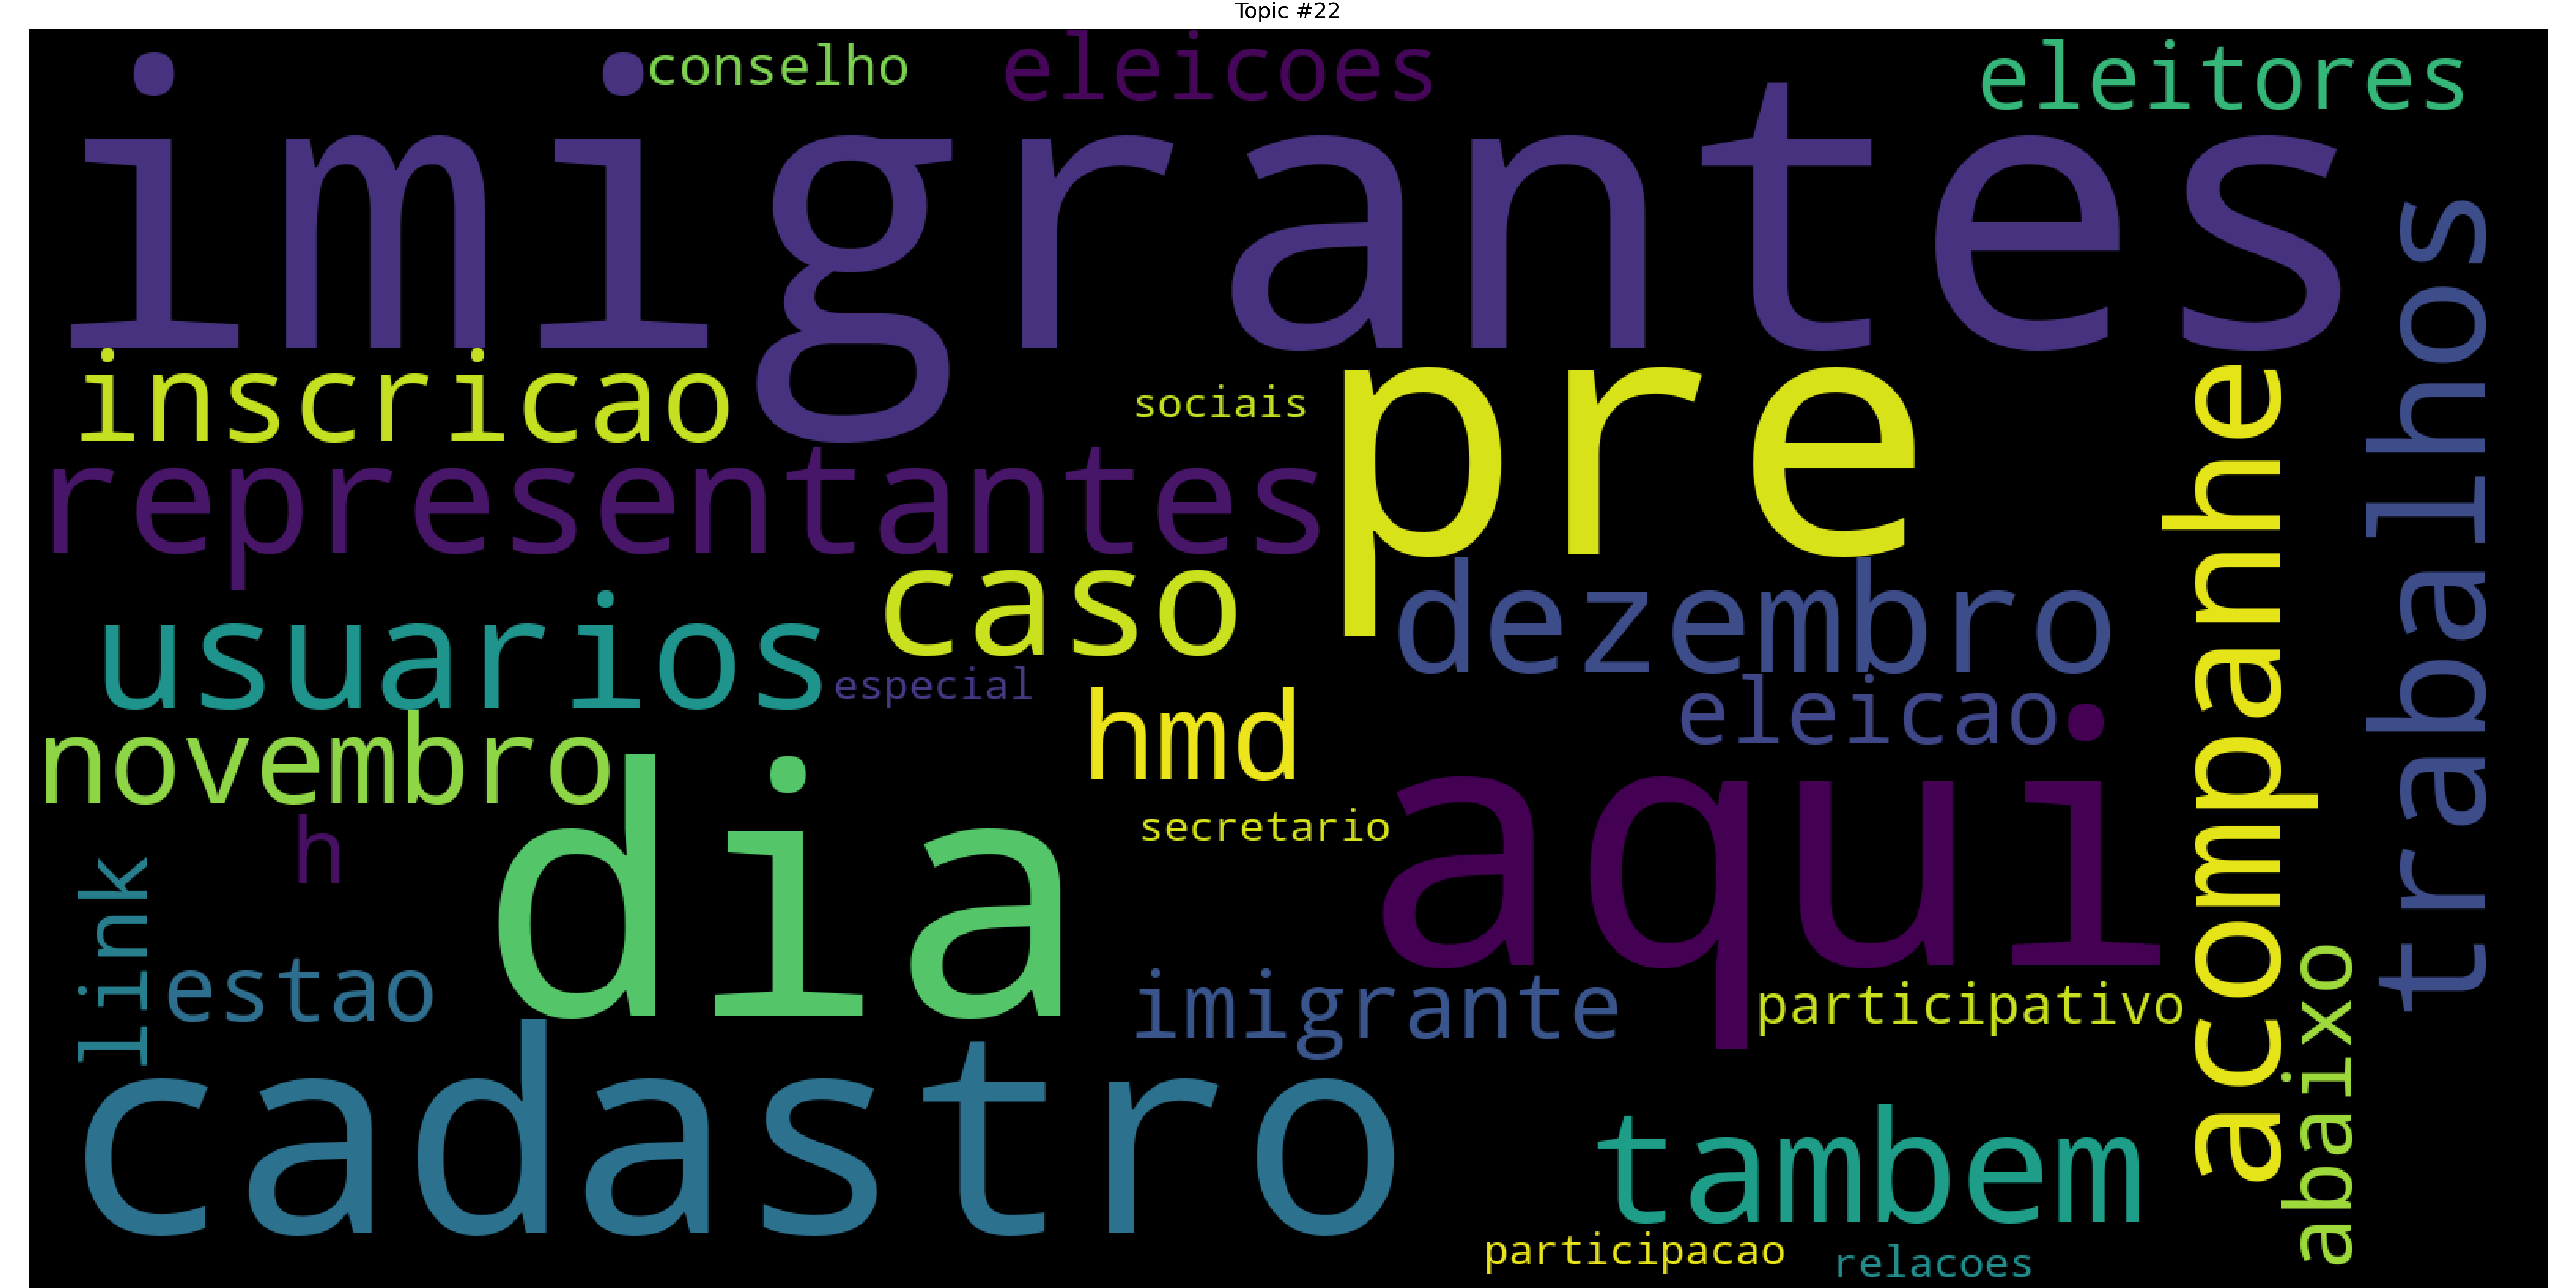 Topic #22
conselho
eleicoes
eleitores
imigrantes
inscricao
sociais
pre
representantes
trabalhos
acompanhe
caso
dezembro
usuarios
especial
eleicao
hmd
novembro
dia
aqui
secretario
h
link
estao
imigrante
participativo
abaixo
cadastro
tambem
participacao
relacoes